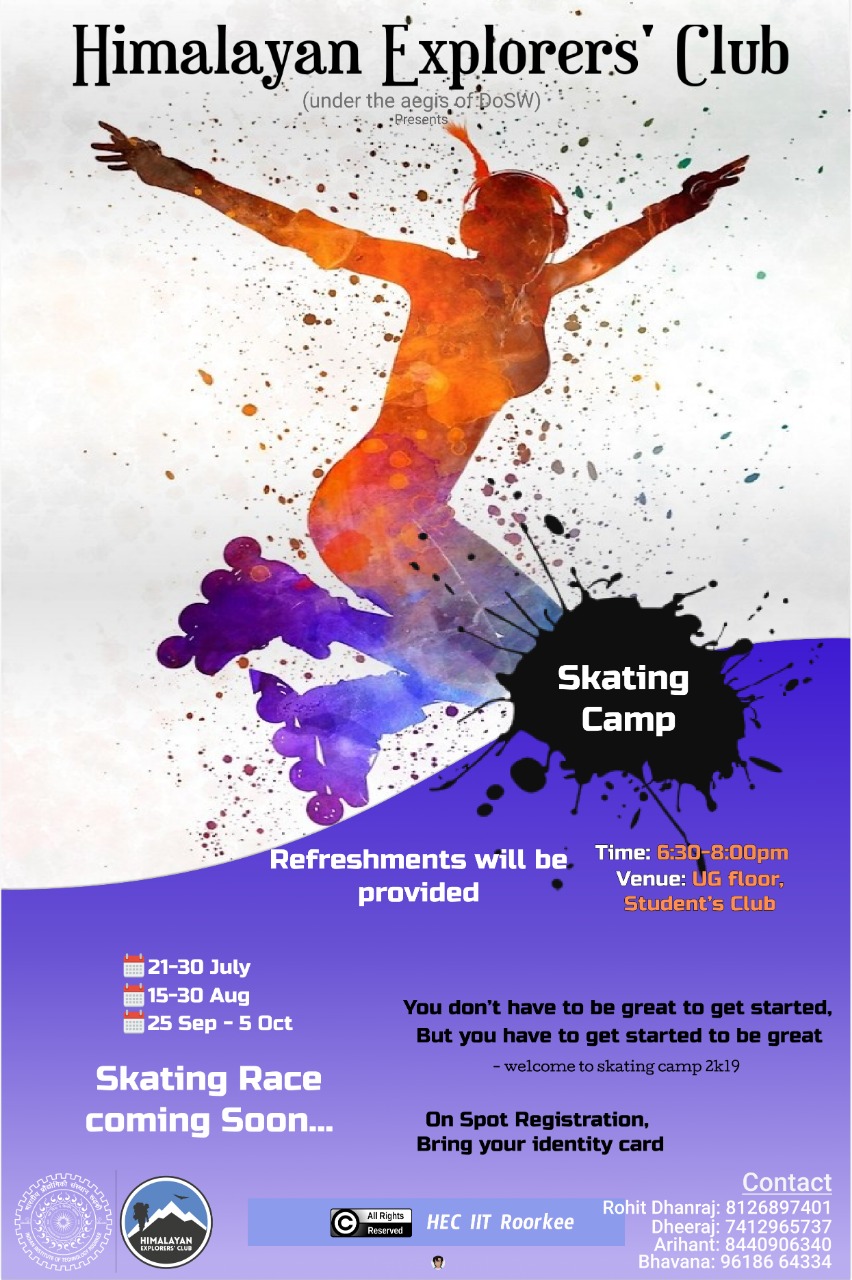 Himalayan Explorers' Club
(under the aegis of DoSW)
Presents
Skating
Camp
Refreshments will be
provided
Time: 6:30-8:00pm
Venue: UG floor,
Student's Club
21-30 July
15-30 Aug
25 Sep - 5 Oct
You don't have to be great to get started,
But you have to get started to be great
- welcome to skating camp 2k19
Skating Race
coming Soon...
On Spot Registration,
Bring your identity card
Contact
Rohit Dhanraj: 8126897401
Dheeraj: 7412965737
Arihant: 8440906340
Bhavana: 96186 64334
HIMALAYAN
EXPLORERS' CLUB
C
All Rights
Reserved
HEC IIT Roorkee